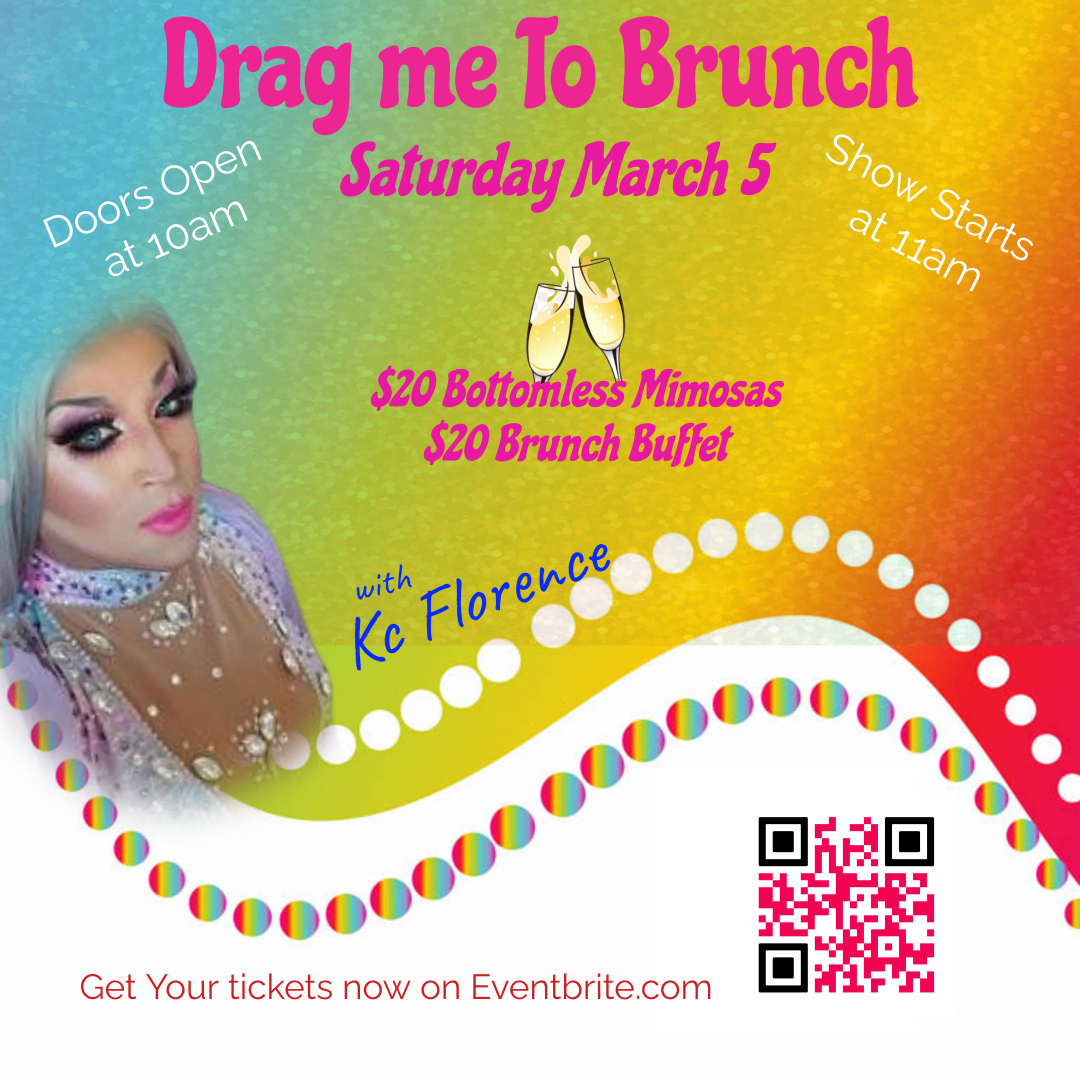 Drag me To Brunch
Saturday March 5
Doors Open
at 10am
Show Starts
at 11am
$20 Bottomless Mimosas
$20 Brunch Buffet
with
Kc Florence
Get Your tickets now on Eventbrite.com